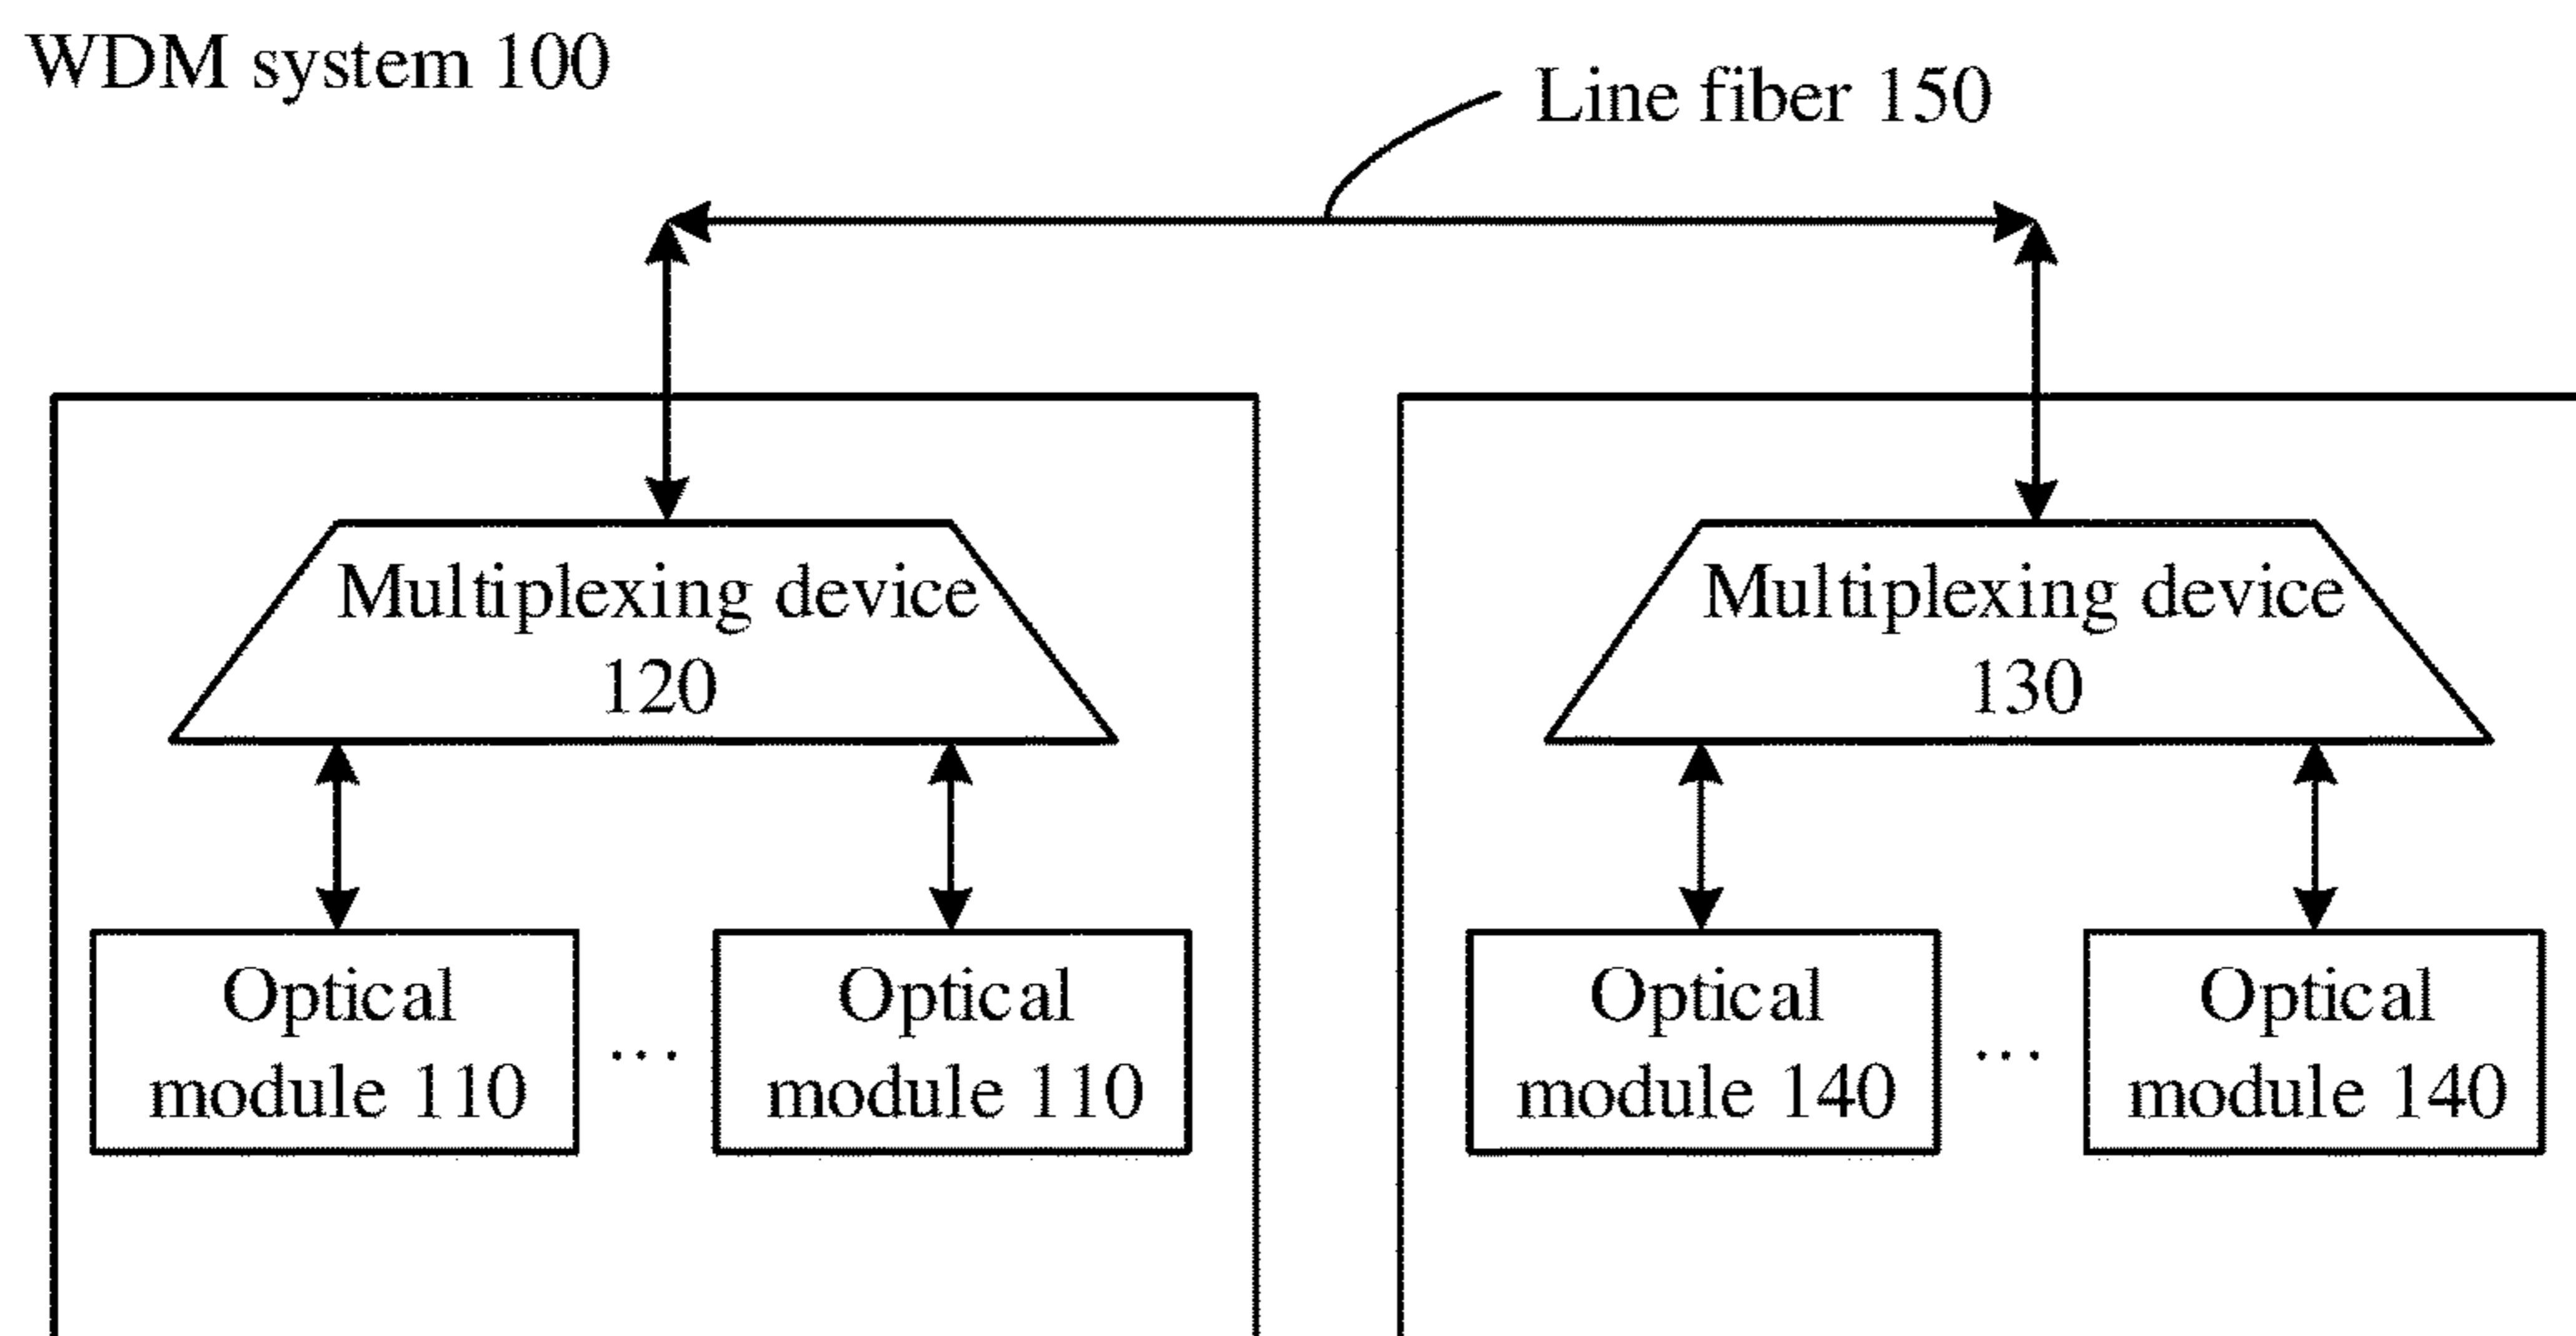 WDM system 100
Line fiber 150
Multiplexing device
120
Multiplexing device
130
Optical
module 110
...
Optical
module 110
Optical
module 140
...
Optical
module 140